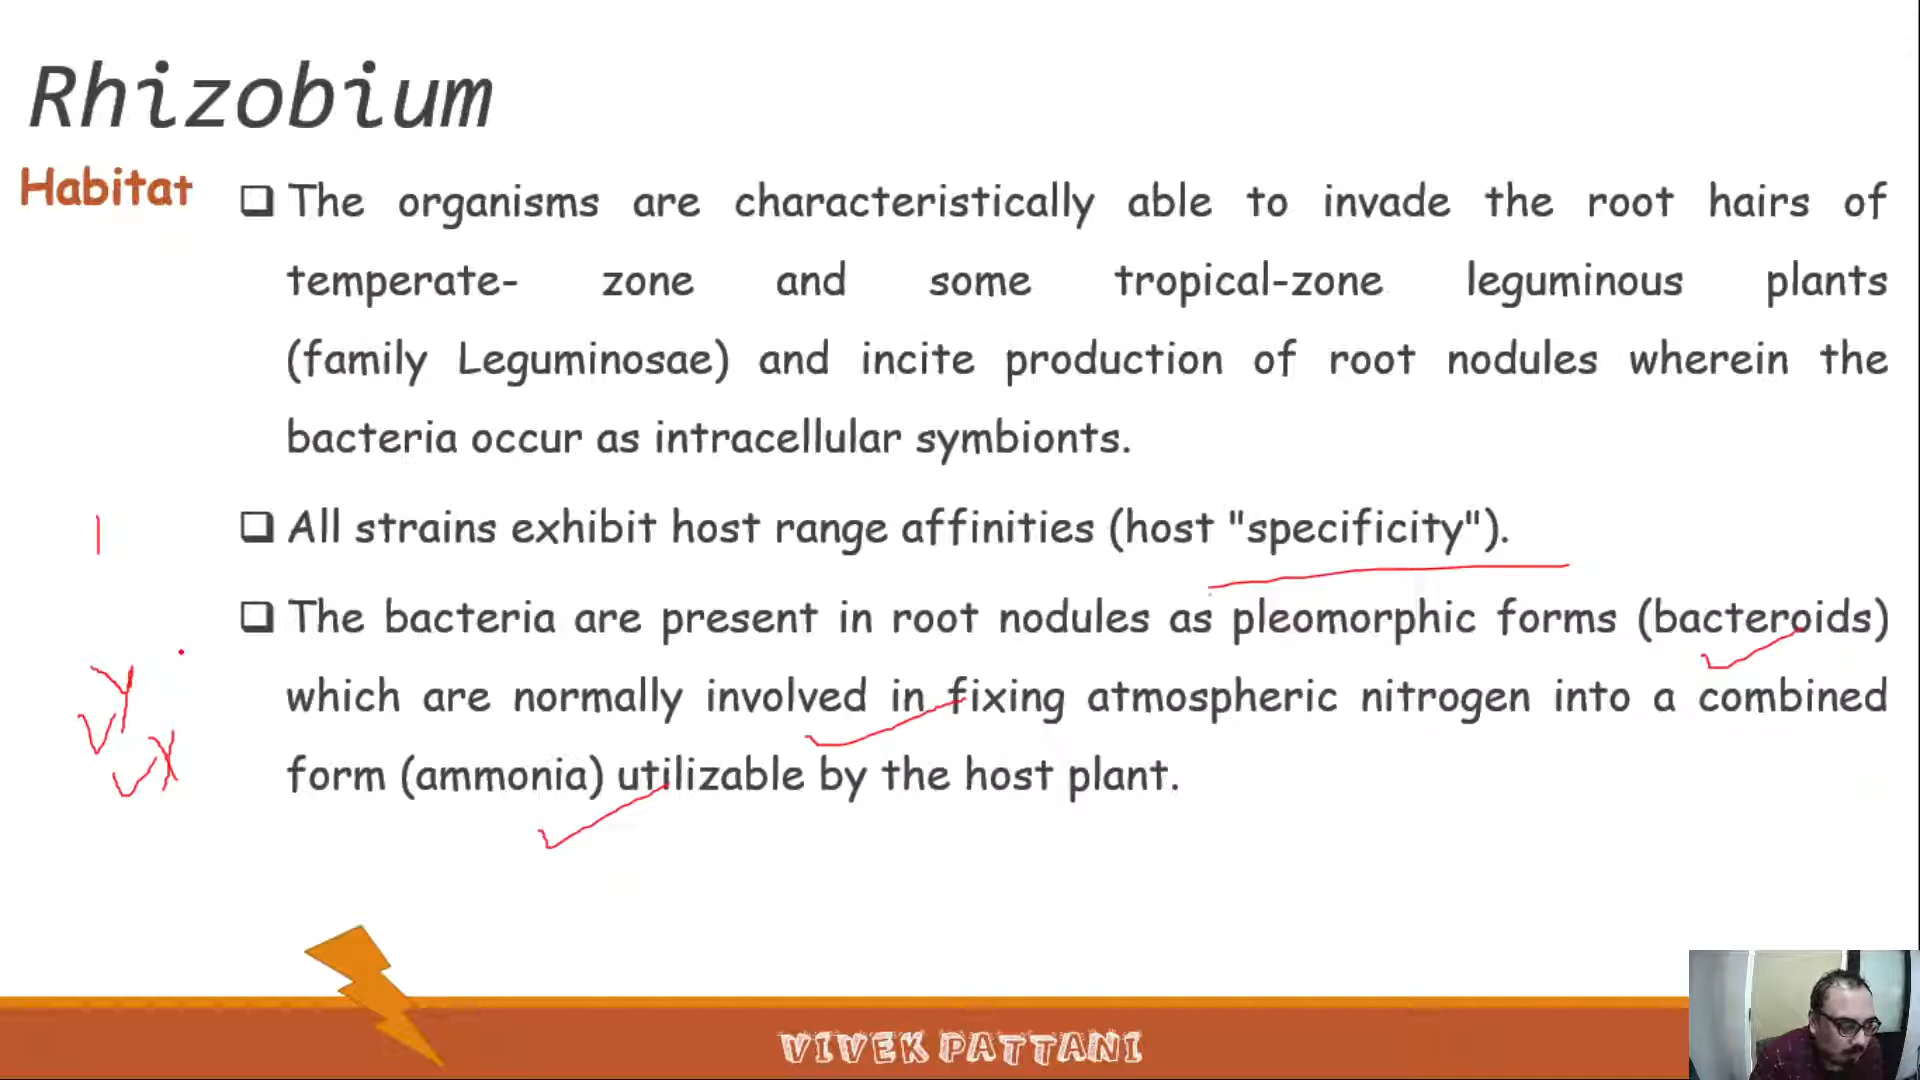 Rhizobium
Habitat
The organisms are characteristically able to invade the root hairs of
temperate- zone and some tropical-zone leguminous plants
(family Leguminosae) and incite production of root nodules wherein the
bacteria occur as intracellular symbionts.
All strains exhibit host range affinities (host "specificity").
The bacteria are present in root nodules as pleomorphic forms (bacteroids)
which are normally involved in fixing atmospheric nitrogen into a combined
form (ammonia) utilizable by the host plant.
VIVEK PATTANI